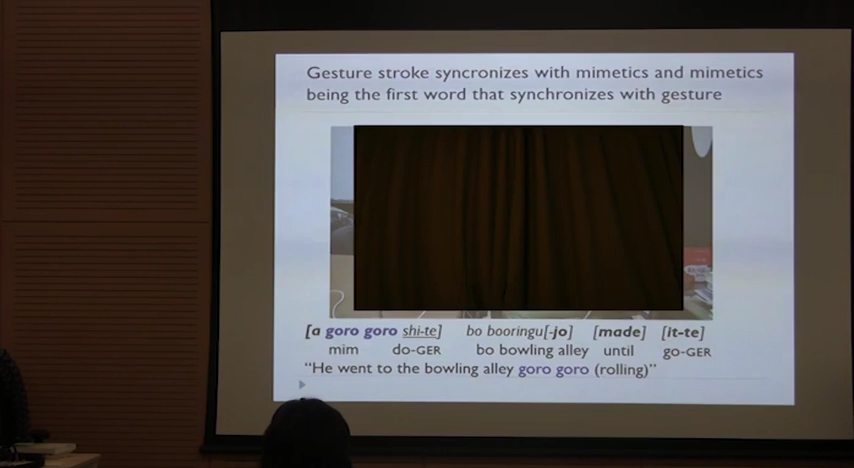 Gesture stroke syncronizes with mimetics and mimetics
being the first word that synchronizes with gesture
[a goro goro shi-te] bo booringu[-jo] [made] [it-te]
mim do-GER bo bowling alley until go-GER
“He went to the bowling alley goro goro (rolling)”